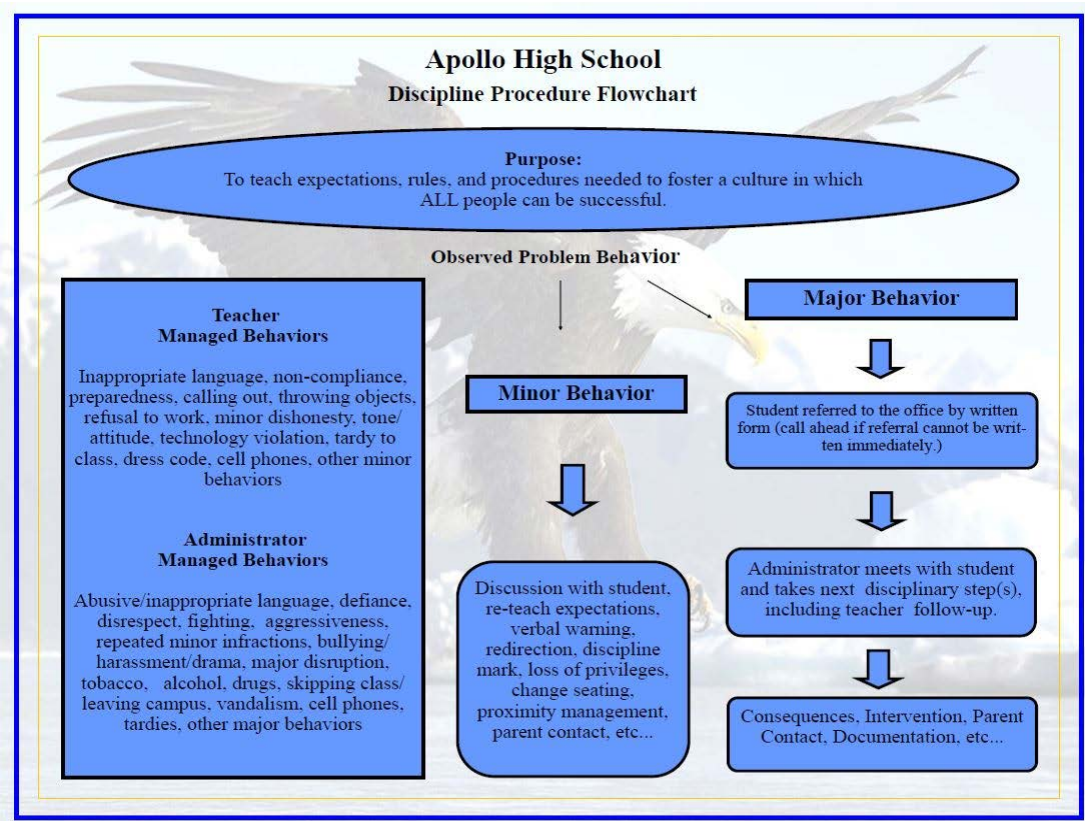 Apollo High School
Discipline Procedure Flowchart
Purpose:
To teach expectations, rules, and procedures needed to foster a culture in which
ALL people can be successful.
Observed Problem Behavior
Teacher
Managed Behaviors
Inappropriate language, non-compliance,
preparedness, calling out, throwing objects,
refusal to work, minor dishonesty, tone/
attitude, technology violation, tardy to
class, dress code, cell phones, other minor
behaviors
Administrator
Managed Behaviors
Abusive/inappropriate language, defiance,
disrespect, fighting, aggressiveness,
repeated minor infractions, bullying/
harassment/drama, major disruption,
tobacco, alcohol, drugs, skipping class/
leaving campus, vandalism, cell phones,
tardies, other major behaviors
Minor Behavior
Discussion with student,
re-teach expectations,
verbal warning,
redirection, discipline
mark, loss of privileges,
change seating,
proximity management,
parent contact, etc...
Major Behavior
Student referred to the office by written
form (call ahead if referral cannot be writ-
ten immediately.)
Administrator meets with student
and takes next disciplinary step(s),
including teacher follow-up.
Consequences, Intervention, Parent
Contact, Documentation, etc...